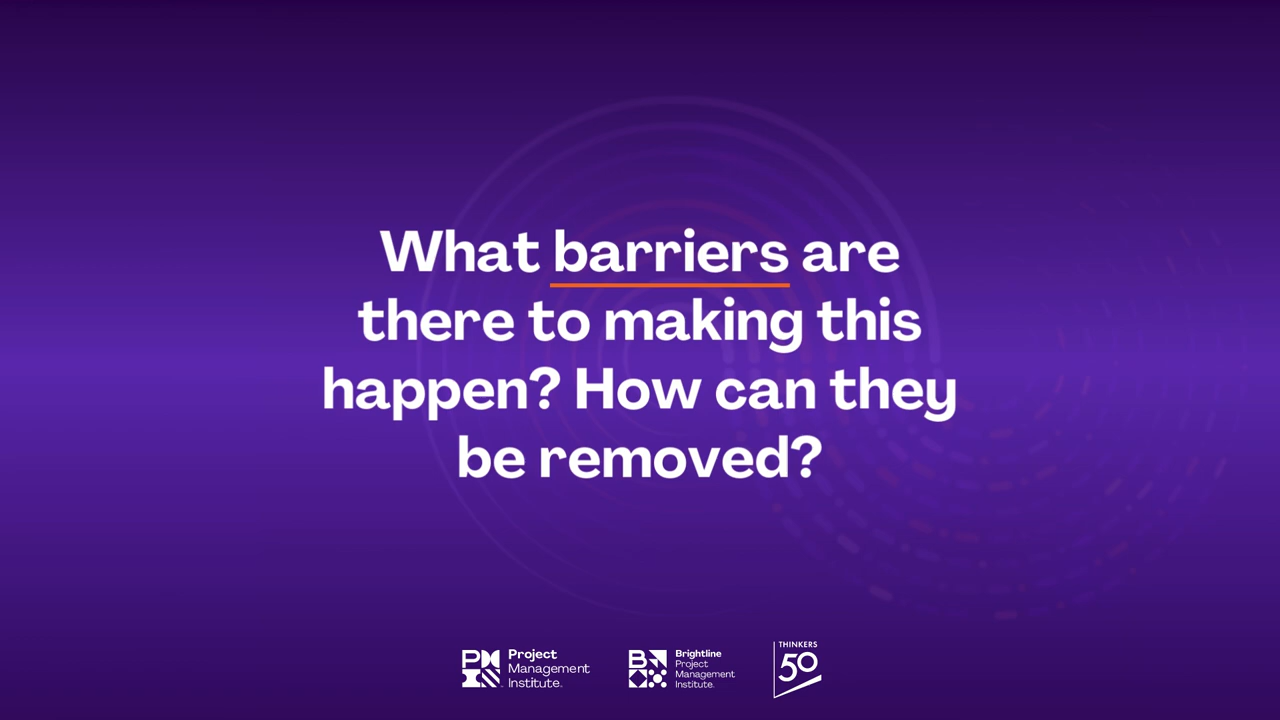 What barriers are
there to making this
happen? How can they
be removed?
PM
Project
Management
Institute.
B
Brightline
Project
Management
Institute.
THINKERS
50